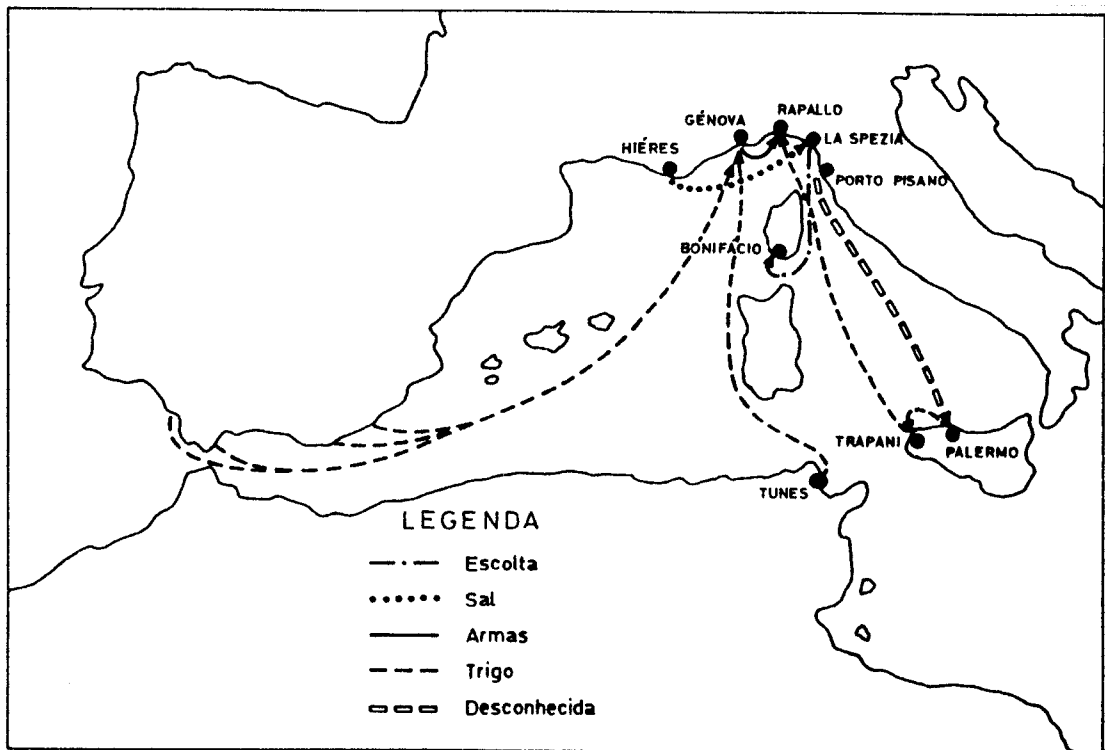 RAPALLO
GÉNOVA
LA SPEZIA
HIÉRES
PORTO PISANO
BONIFACIO
TRAPANI
PALERMO
TUNES
LEGENDA
Escolta
Sal
Armas
Trigo
Desconhecida